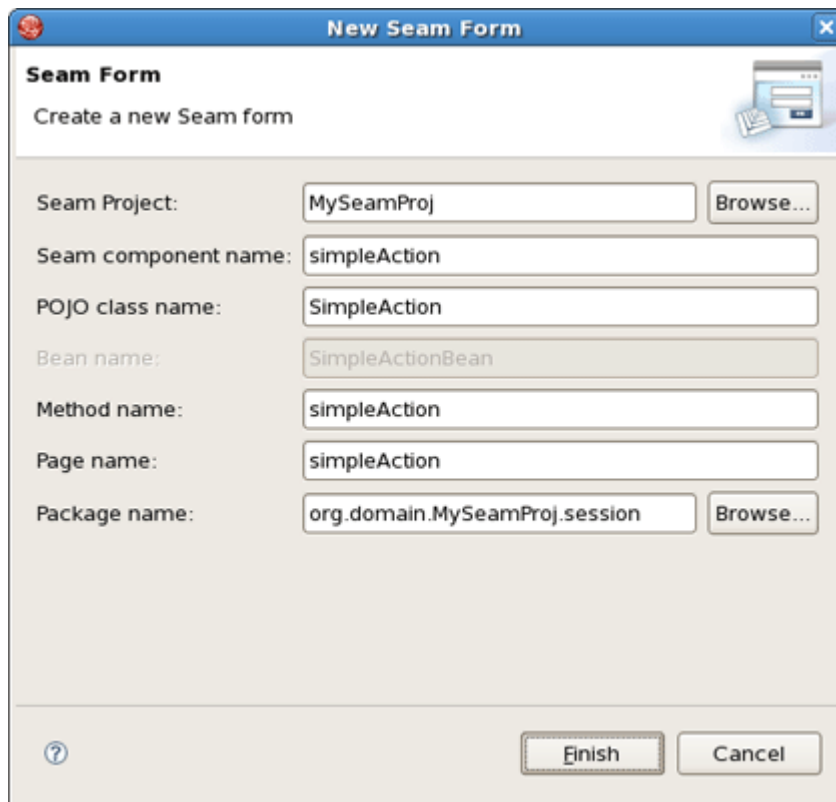 New Seam Form
Seam Form
Create a new Seam form
Seam Project: MySeamProj Browse...
Seam component name: simpleAction
POJO class name: SimpleAction
Bean name: SimpleActionBean
Method name: simpleAction
Page name: simpleAction
Package name: org.domain.MySeamProj.session Browse...
Finish Cancel